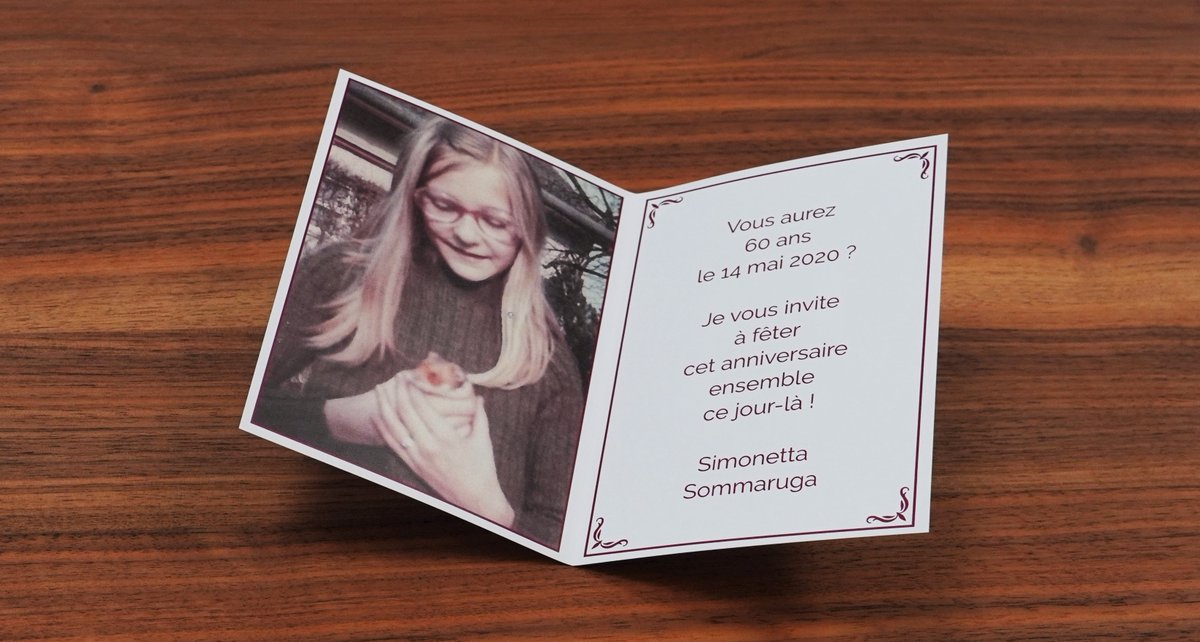 Vous aurez
60 ans
le 14 mai 2020 ?
Je vous invite
à fêter
cet anniversaire
ensemble
ce jour-là !
Simonetta
Sommaruga